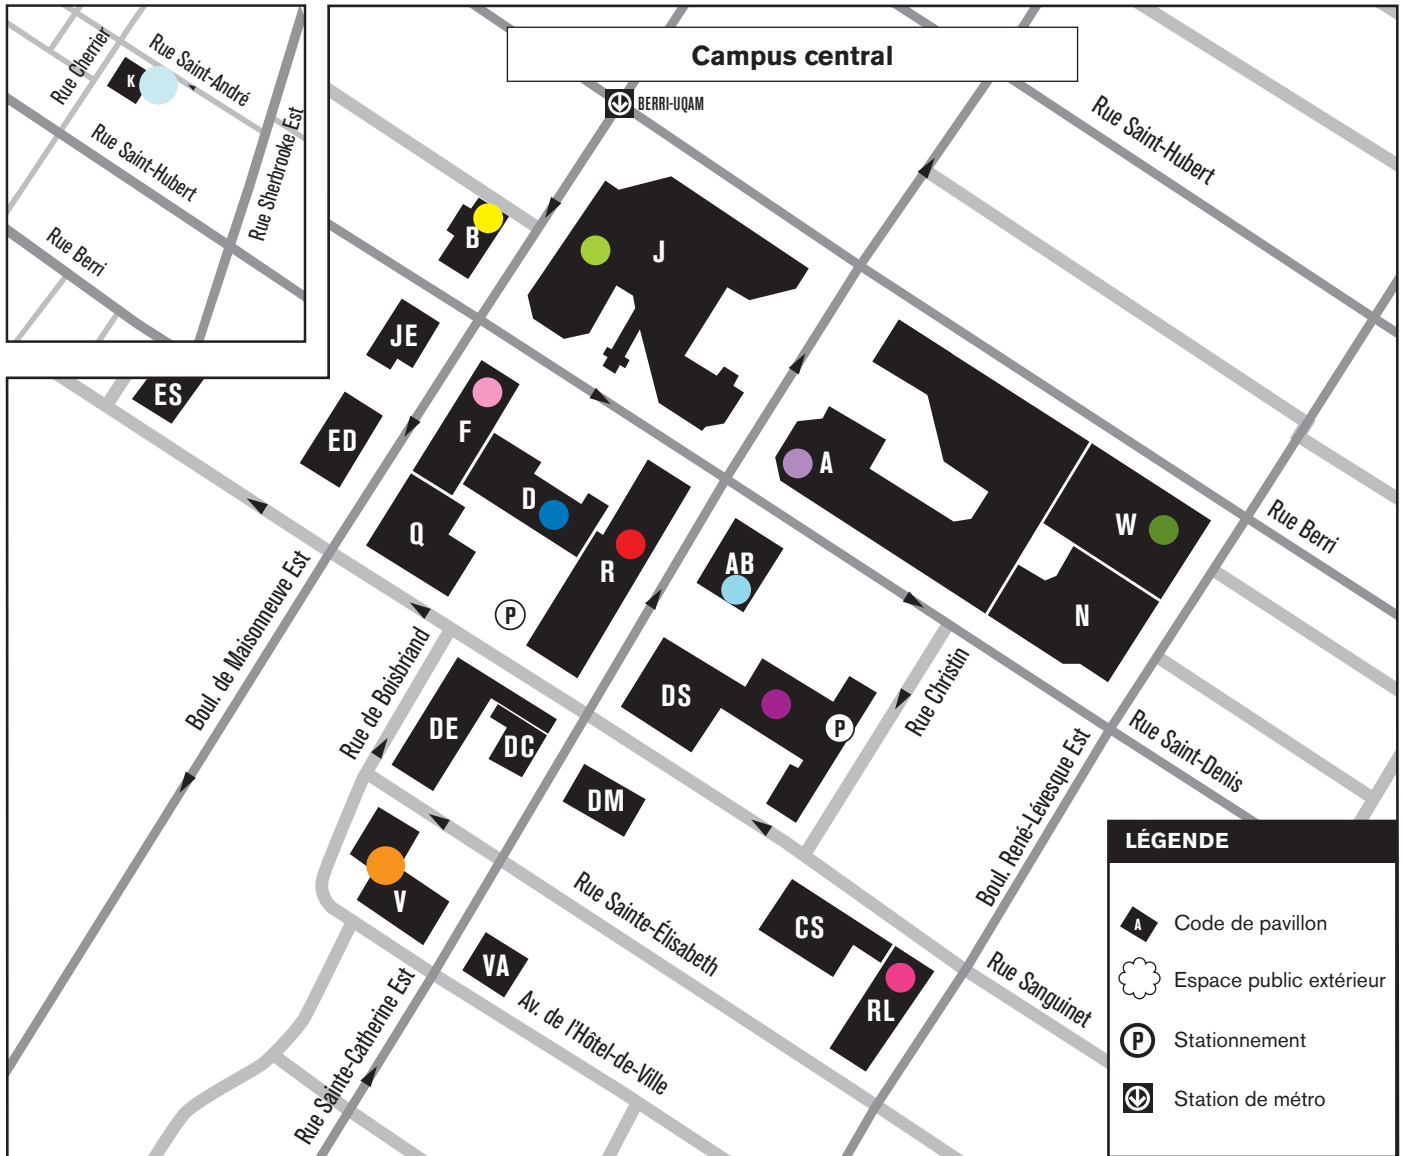 Campus central
BERRI-UQAM
Rue Cherrier
Rue Saint-André
K
Rue Saint-Hubert
Rue Sherbrooke Est
Rue Berri
Rue Saint-Hubert
B
J
JE
ES
ED
F
D
Q
R
A
AB
W
N
Rue Berri
P
Boul. de Maisonneuve Est
Rue de Boisbriand
DE
DC
DS
P
Rue Christin
Rue Saint-Denis
DM
Boul. René-Lévesque Est
V
VA
Rue Sainte-Élisabeth
CS
RL
Rue Sanguinet
Av. de l'Hôtel-de-Ville
Rue Sainte-Catherine Est
LÉGENDE
A Code de pavillon
Espace public extérieur
P Stationnement
Station de métro